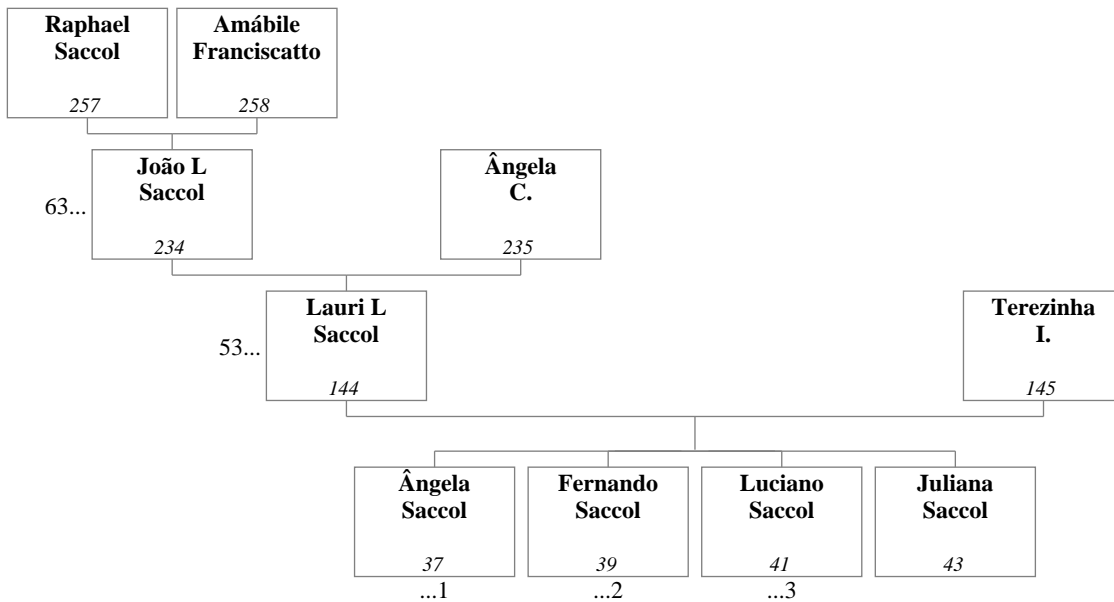 Raphael
Saccol
257
Amábile
Franciscatto
258
63...
João L
Saccol
234
Ângela
C.
235
53...
Lauri L
Saccol
144
Terezinha
I.
145
Ângela
Saccol
37
...1
Fernando
Saccol
39
...2
Luciano
Saccol
41
...3
Juliana
Saccol
43